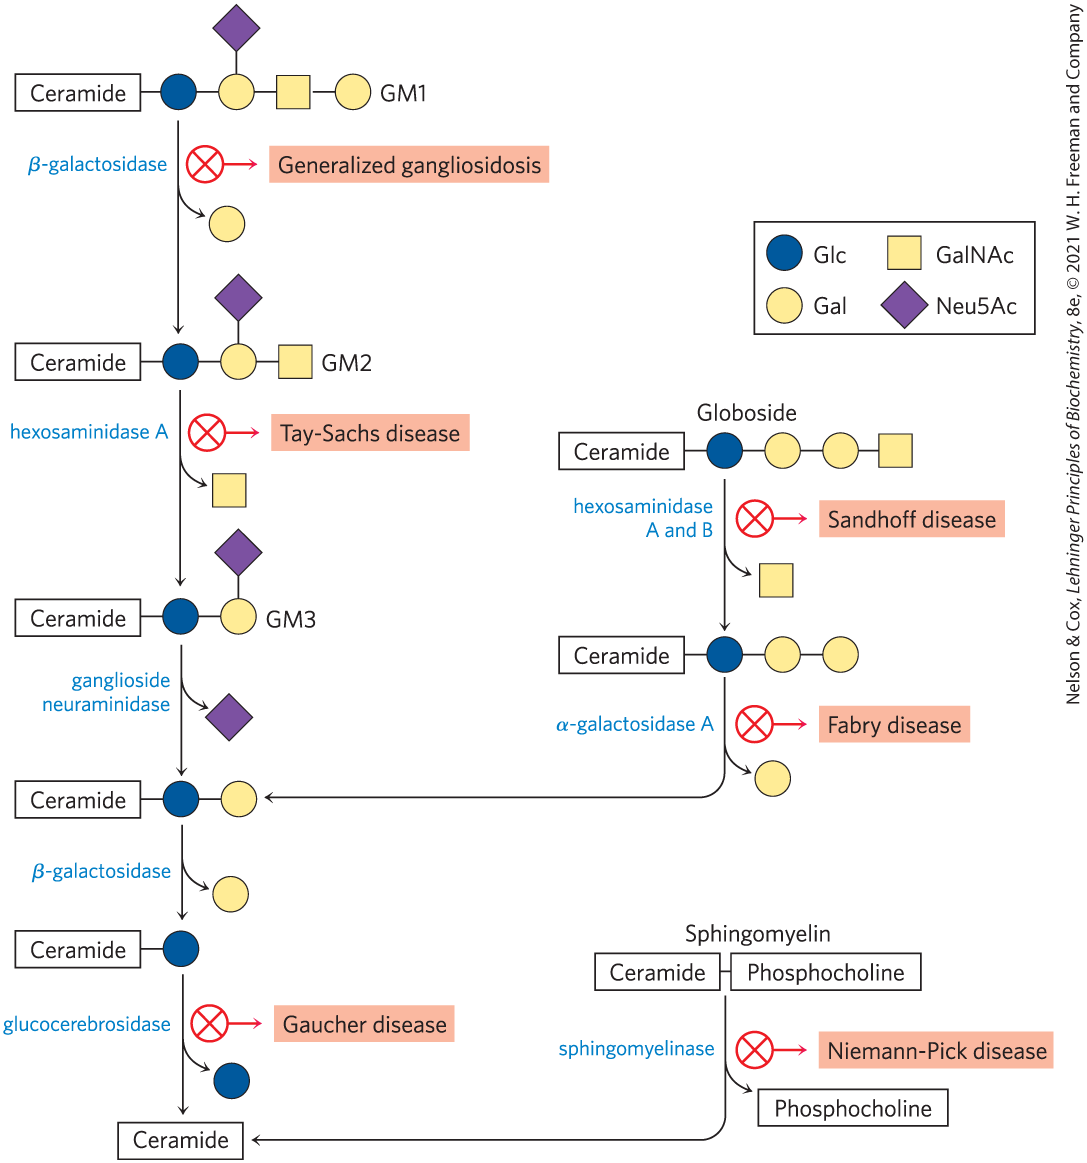 GM1
Ceramide
β-galactosidase
Generalized gangliosidosis
Glc
GalNAc
Gal
Neu5Ac
Ceramide
GM2
hexosaminidase A
Tay-Sachs disease
Globoside
Ceramide
hexosaminidase
A and B
Sandhoff disease
Ceramide
GM3
Ceramide
ganglioside
neuraminidase
α-galactosidase A
Fabry disease
Ceramide
β-galactosidase
Ceramide
Sphingomyelin
Ceramide
Phosphocholine
glucocerebrosidase
Gaucher disease
sphingomyelinase
Niemann-Pick disease
Phosphocholine
Ceramide
Nelson & Cox, Lehninger Principles of Biochemistry, 8e, © 2021 W. H. Freeman and Company